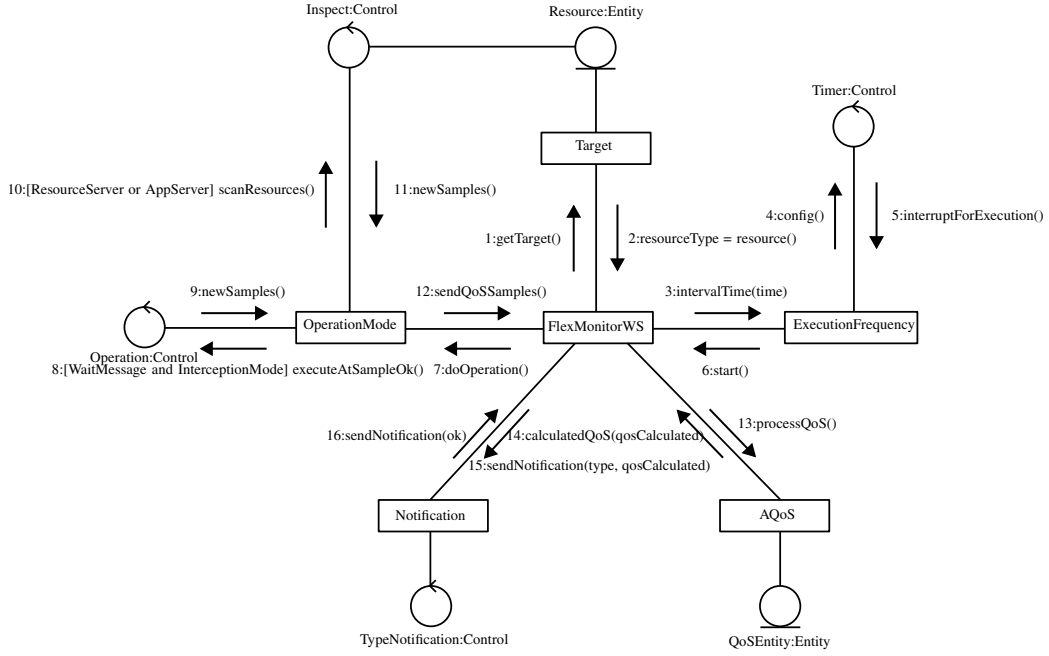 Inspect:Control
Resource:Entity
Timer:Control
Target
10:[ResourceServer or AppServer] scanResources()
11:newSamples()
4:config()
5:interruptForExecution()
1:getTarget()
2:resourceType = resource()
9:newSamples()
12:sendQoSSamples()
3:intervalTime(time)
OperationMode
FlexMonitorWS
ExecutionFrequency
Operation:Control
8:[WaitMessage and InterceptionMode] executeAtSampleOk()
7:doOperation()
6:start()
13:processQoS()
16:sendNotification(ok)
14:calculatedQoS(qosCalculated)
15:sendNotification(type, qosCalculated)
Notification
AQoS
TypeNotification:Control
QoSEntity:Entity